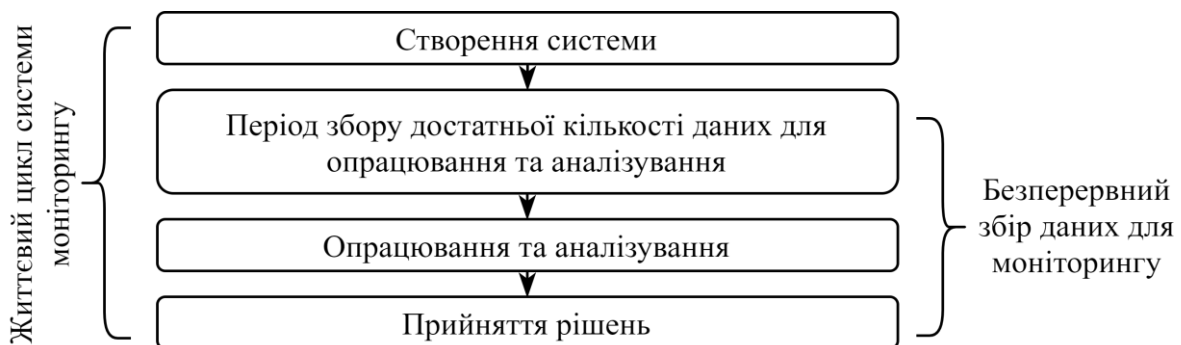 Життєвий цикл системи
моніторингу
Створення системи
Період збору достатньої кількості даних для
опрацювання та аналізування
Опрацювання та аналізування
Прийняття рішень
Безперервний
збір даних для
моніторингу